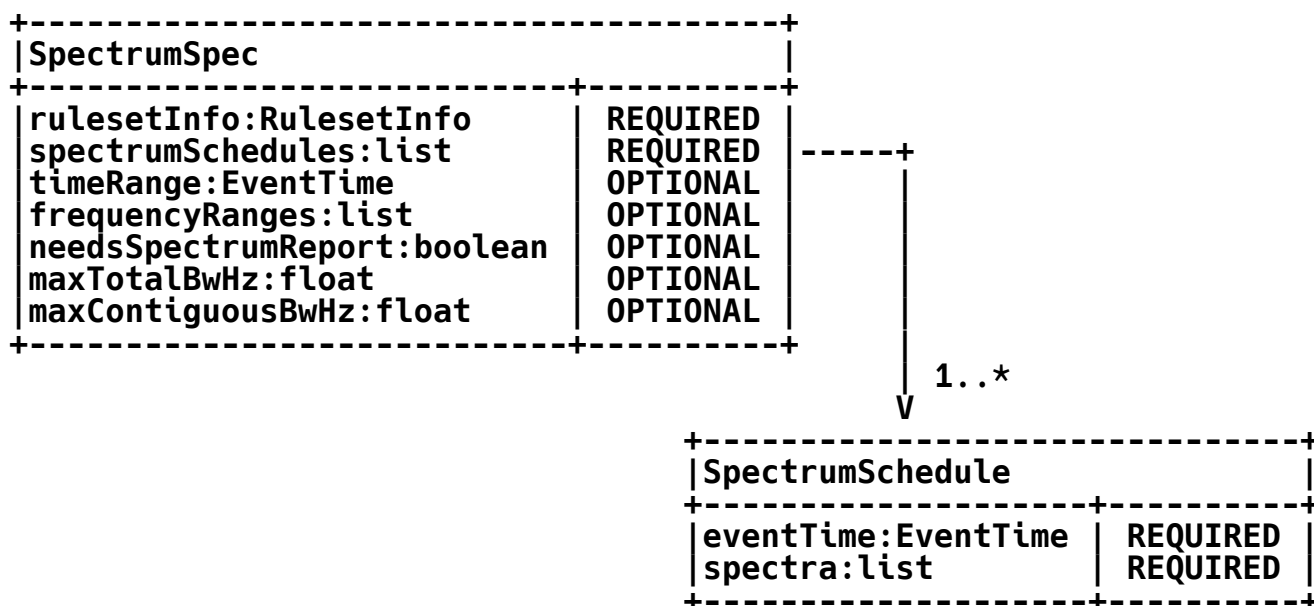 +---------------------------------------+
|SpectrumSpec                           |
+----------------------------+----------+
|rulesetInfo:RulesetInfo     | REQUIRED |
|spectrumSchedules:list      | REQUIRED |-----+
|timeRange:EventTime         | OPTIONAL |     |
|frequencyRanges:list        | OPTIONAL |     |
|needsSpectrumReport:boolean | OPTIONAL |     |
|maxTotalBwHz:float          | OPTIONAL |     |
|maxContiguousBwHz:float     | OPTIONAL |     |
+----------------------------+----------+     |
                                              | 1..*
                                              V
                                   +-------------------------------+
                                   |SpectrumSchedule               |
                                   +--------------------+----------+
                                   |eventTime:EventTime | REQUIRED |
                                   |spectra:list        | REQUIRED |
                                   +--------------------+----------+